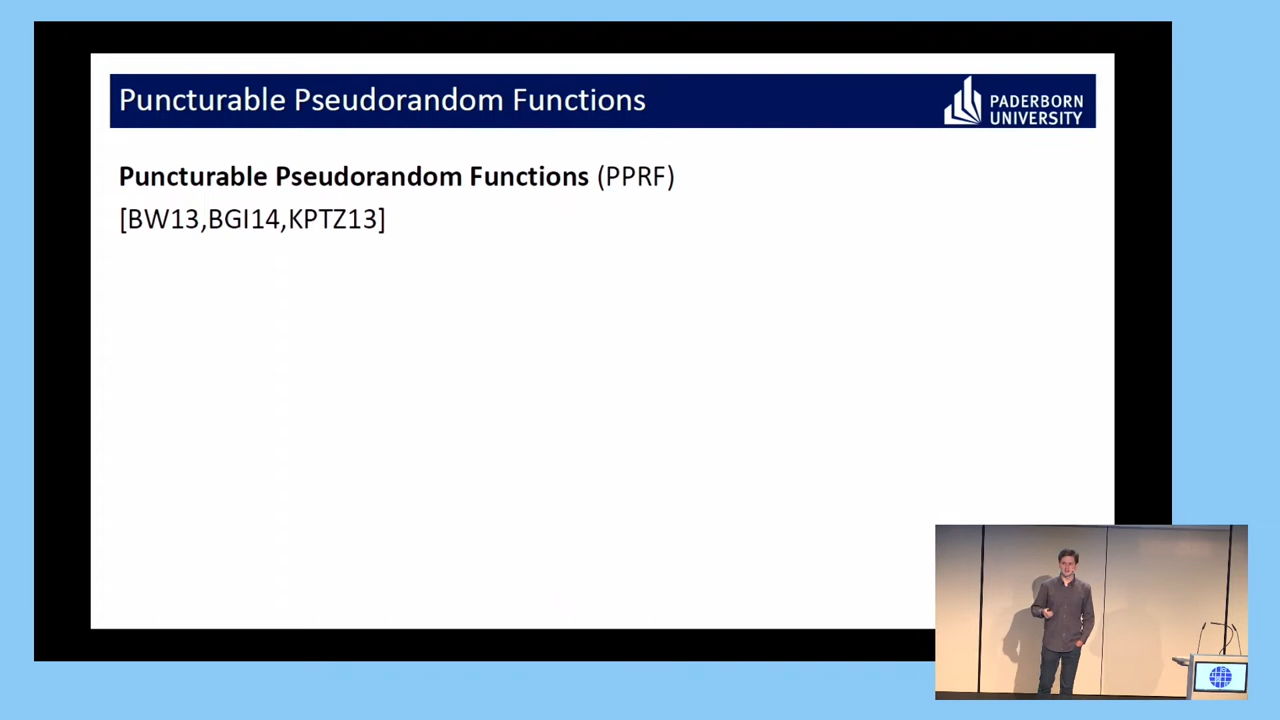 Puncturable Pseudorandom Functions
PADERBORN
UNIVERSITY
Puncturable Pseudorandom Functions (PPRF)
[BW13,BGI14,KPTZ13]